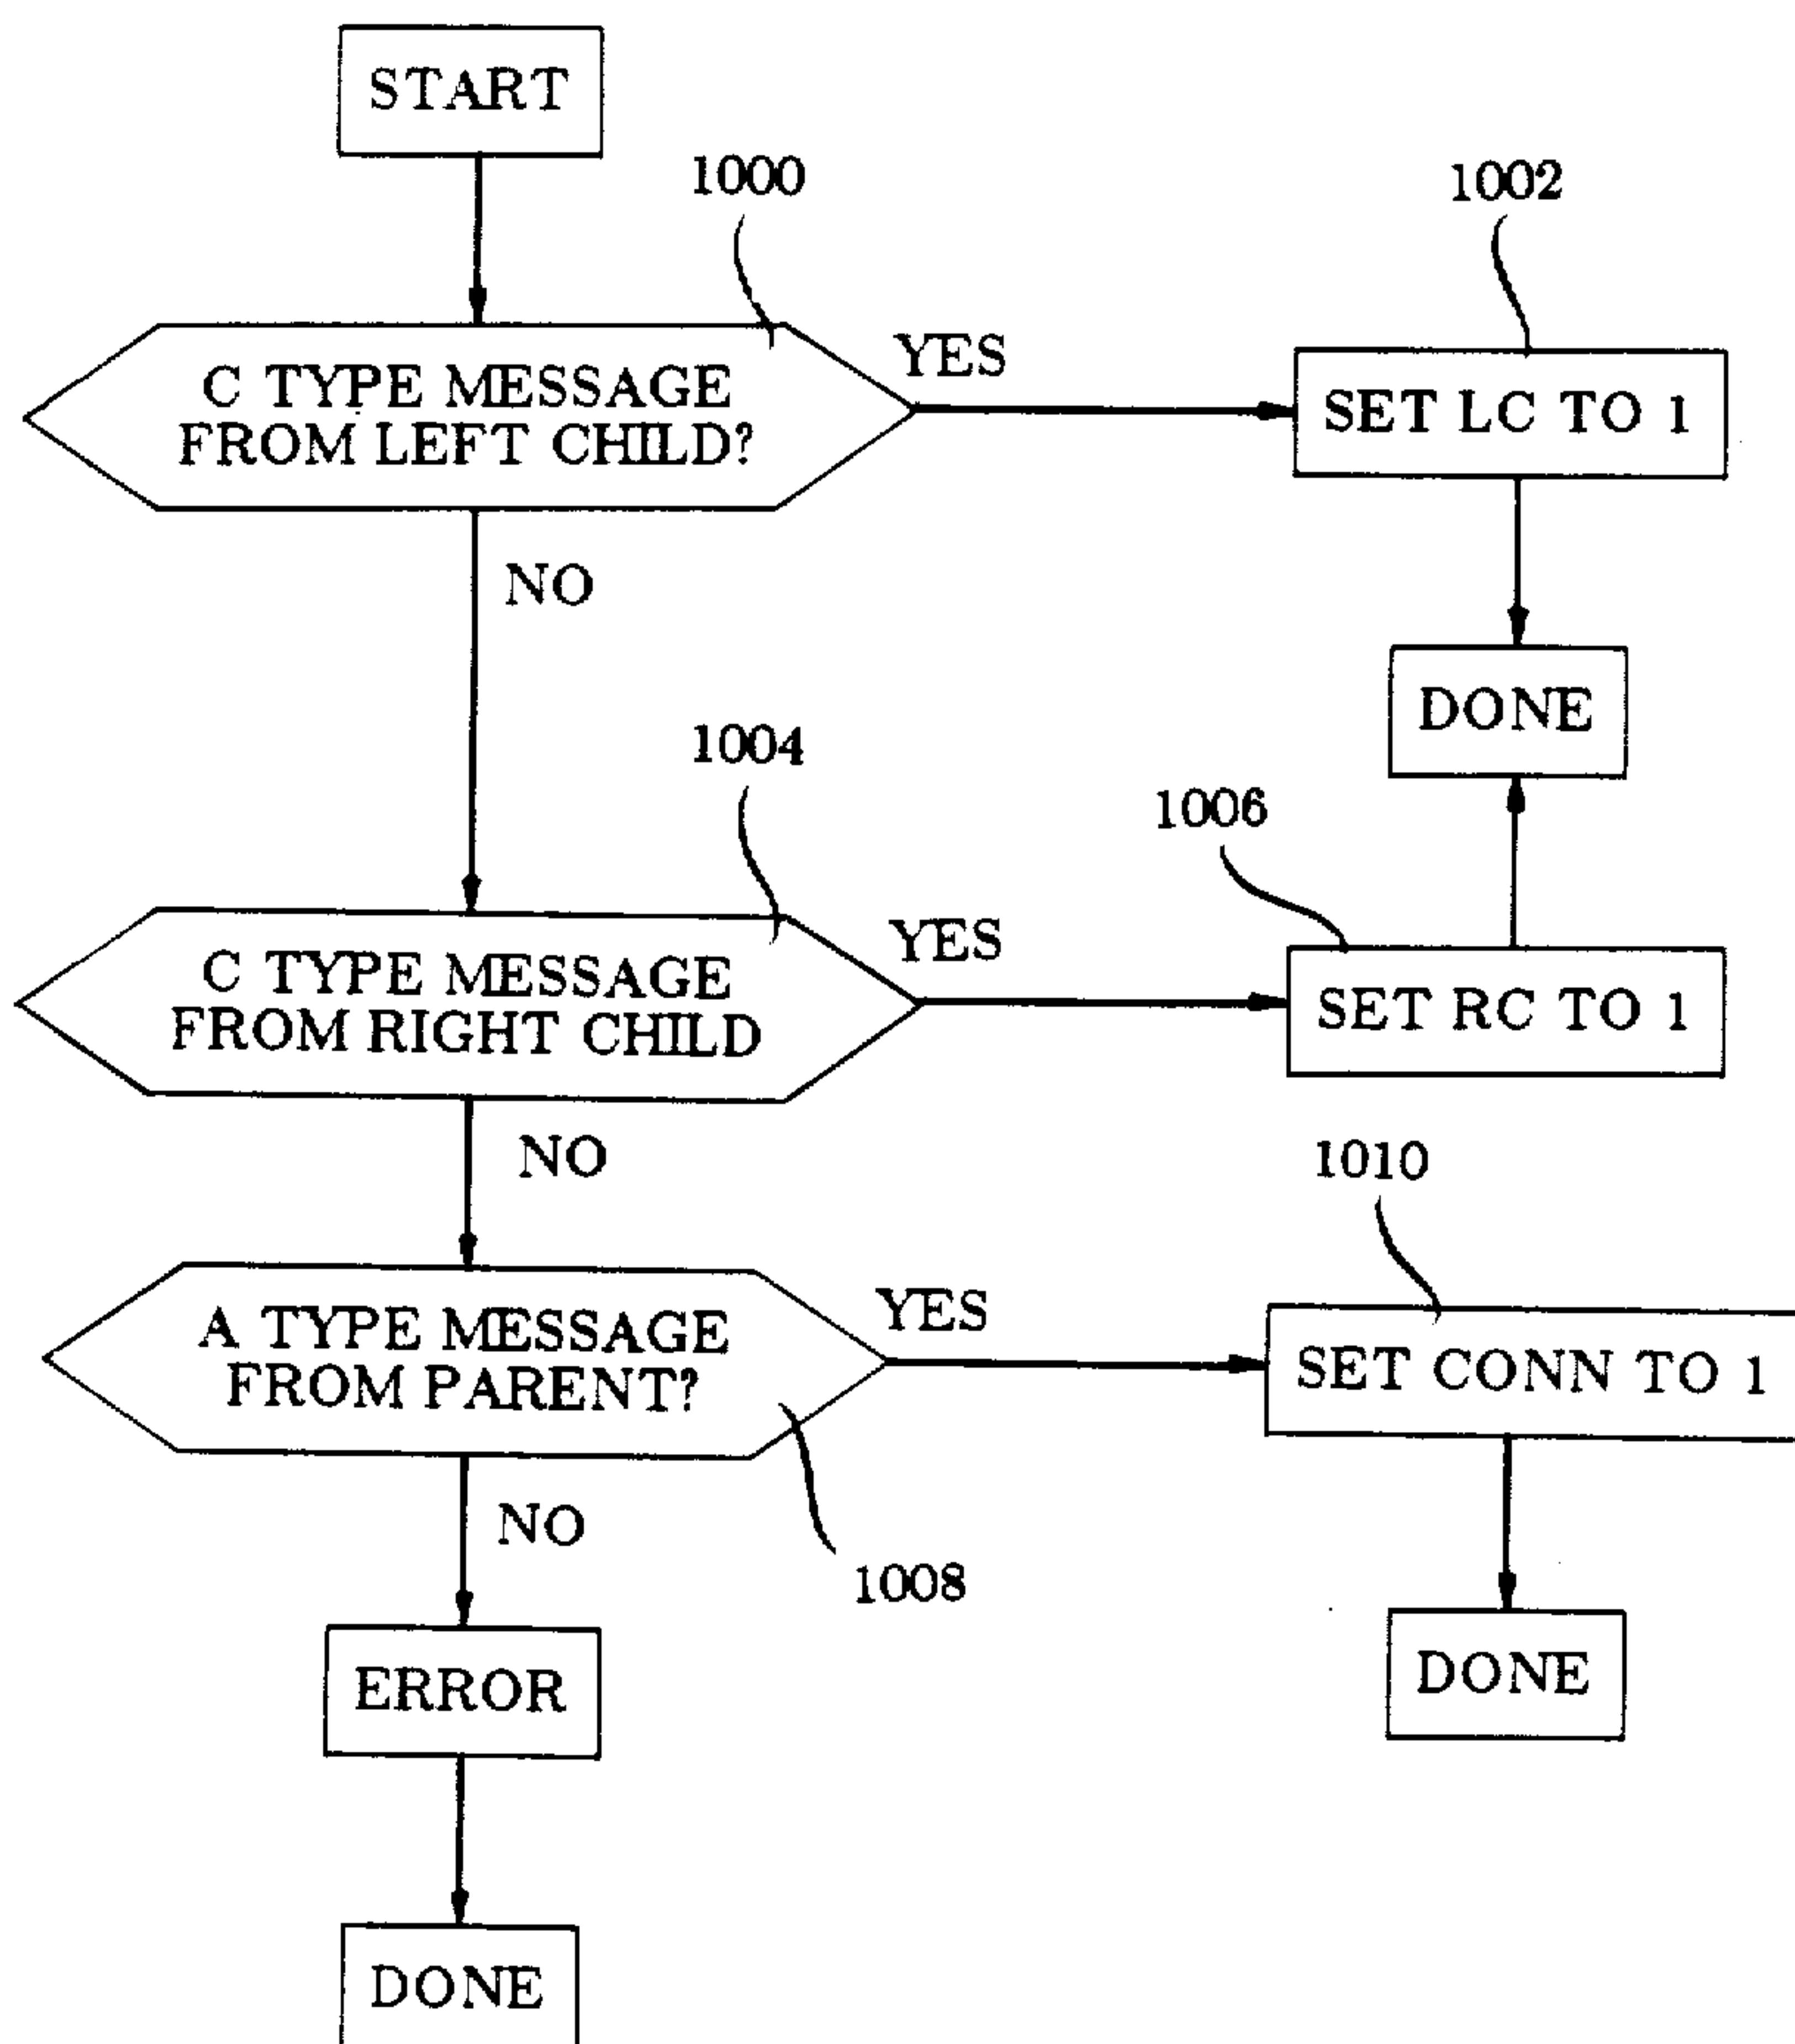 START
1000
1002
C TYPE MESSAGE
FROM LEFT CHILD?
YES
SET LC TO 1
NO
DONE
1004
1006
C TYPE MESSAGE
FROM RIGHT CHILD
YES
SET RC TO 1
NO
1010
A TYPE MESSAGE
FROM PARENT?
YES
SET CONN TO 1
NO
1008
ERROR
DONE
DONE